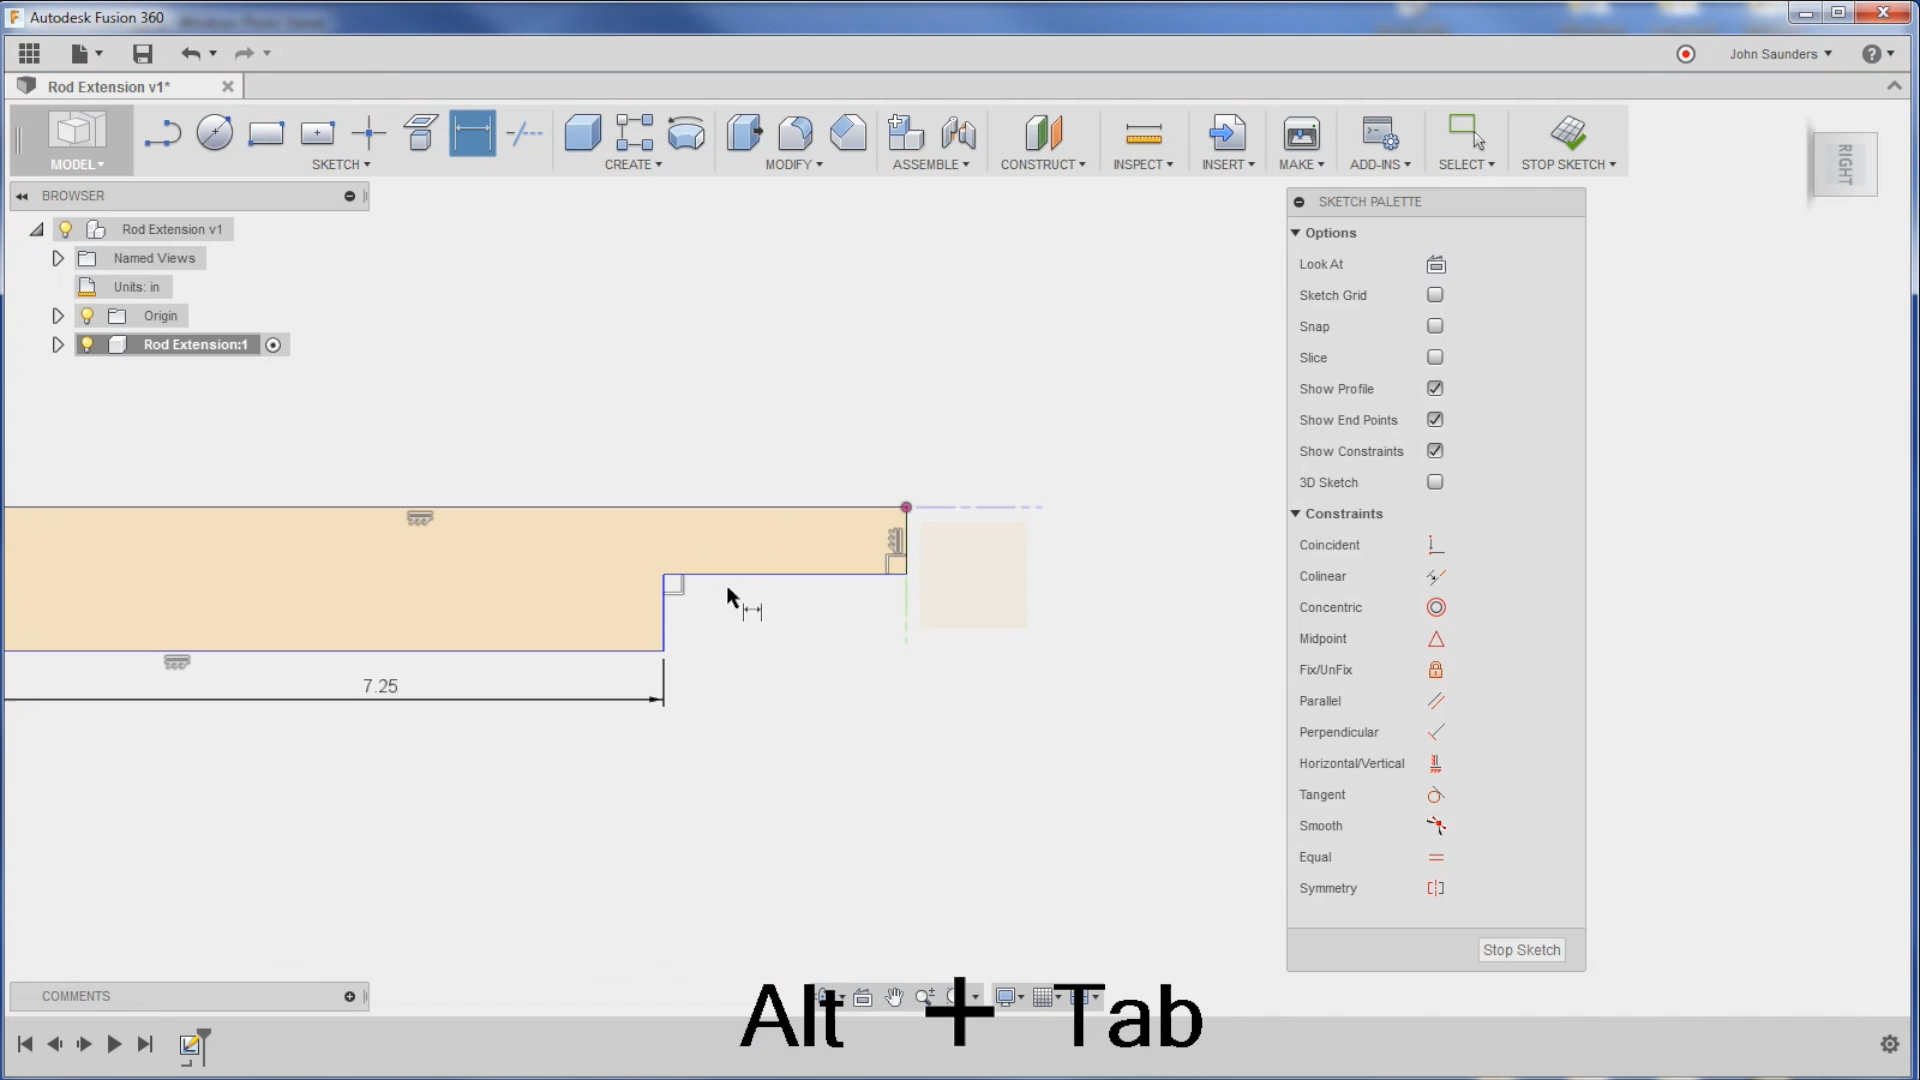 Autodesk Fusion 360
John Saunders
Rod Extension v1*
MODEL
SKETCH
CREATE
MODIFY
ASSEMBLE
CONSTRUCT
INSPECT
INSERT
MAKE
ADD-INS
SELECT
STOP SKETCH
RIGHT
BROWSER
Rod Extension v1
Named Views
Units: in
Origin
Rod Extension:1
SKETCH PALETTE
Options
Look At
Sketch Grid
Snap
Slice
Show Profile
Show End Points
Show Constraints
3D Sketch
Constraints
Coincident
Colinear
Concentric
Midpoint
Fix/UnFix
Parallel
Perpendicular
Horizontal/Vertical
Tangent
Smooth
Equal
Symmetry
Stop Sketch
7.25
COMMENTS
Alt + Tab